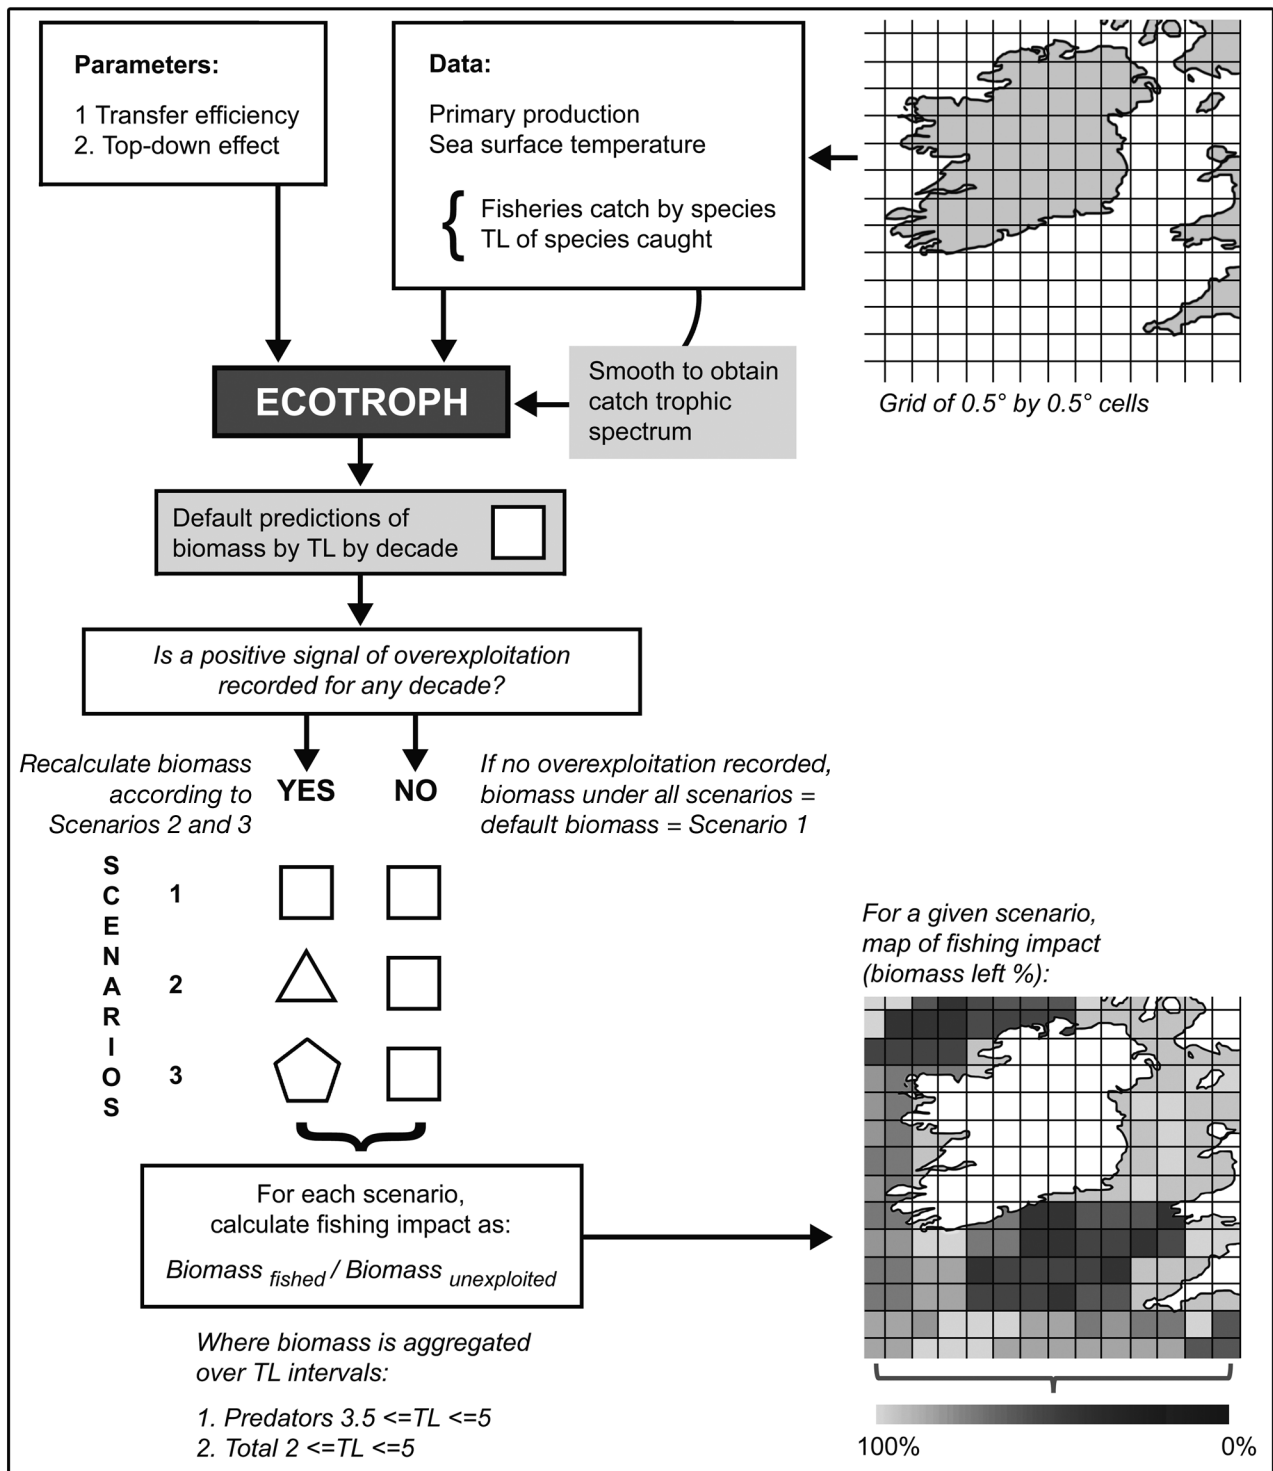 Parameters:
1 Transfer efficiency
2. Top-down effect
Data:
Primary production
Sea surface temperature
{ Fisheries catch by species
TL of species caught
Grid of 0.5° by 0.5° cells
Smooth to obtain
catch trophic
spectrum
ECOTROPH
Default predictions of
biomass by TL by decade
Is a positive signal of overexploitation
recorded for any decade?
Recalculate biomass
according to
Scenarios 2 and 3
YES
NO
If no overexploitation recorded,
biomass under all scenarios =
default biomass = Scenario 1
SCENARIOS
1
2
3
For each scenario,
calculate fishing impact as:
Biomass fished / Biomass unexploited
Where biomass is aggregated
over TL intervals:
1. Predators 3.5 <=TL <=5
2. Total 2 <=TL <=5
For a given scenario,
map of fishing impact
(biomass left %):
100%
0%